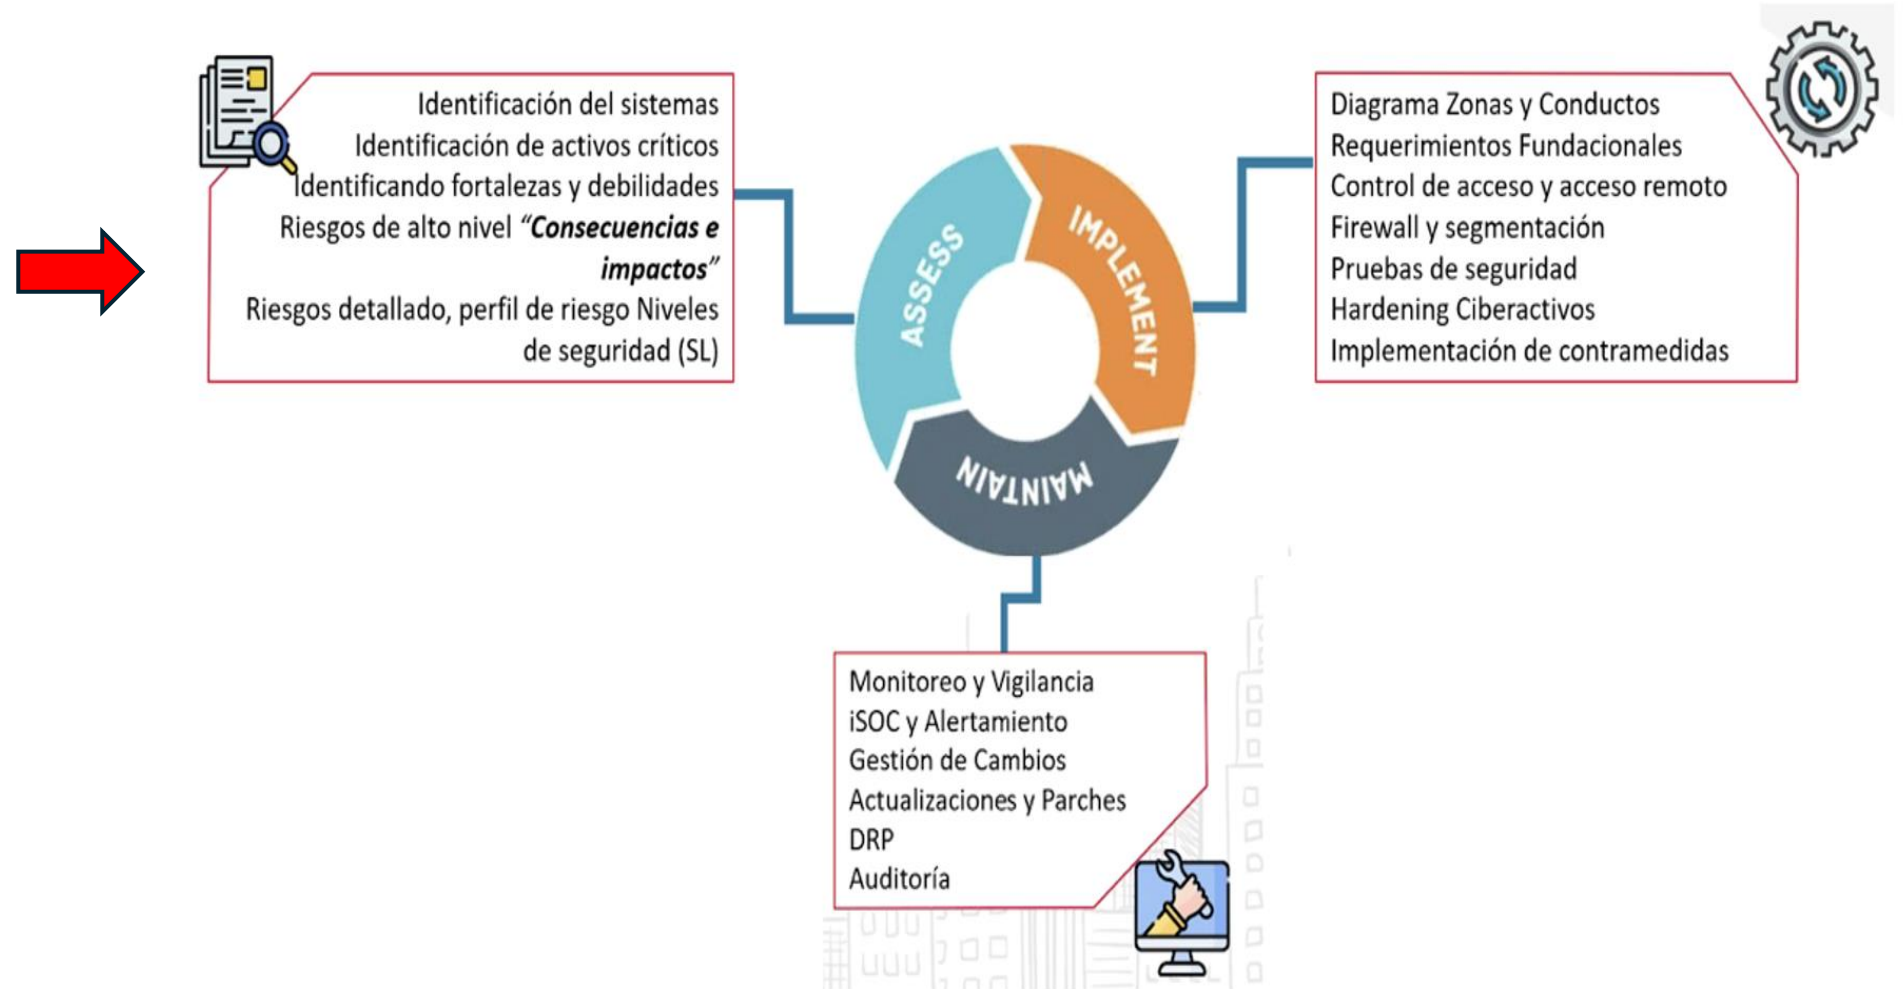 Identificación del sistemas
Identificación de activos críticos
Identificando fortalezas y debilidades
Riesgos de alto nivel “Consecuencias e
impactos”
Riesgos detallado, perfil de riesgo Niveles
de seguridad (SL)
ASSESS
IMPLEMENT
MAINTAIN
Diagrama Zonas y Conductos
Requerimientos Fundacionales
Control de acceso y acceso remoto
Firewall y segmentación
Pruebas de seguridad
Hardening Ciberactivos
Implementación de contramedidas
Monitoreo y Vigilancia
iSOC y Alertamiento
Gestión de Cambios
Actualizaciones y Parches
DRP
Auditoría